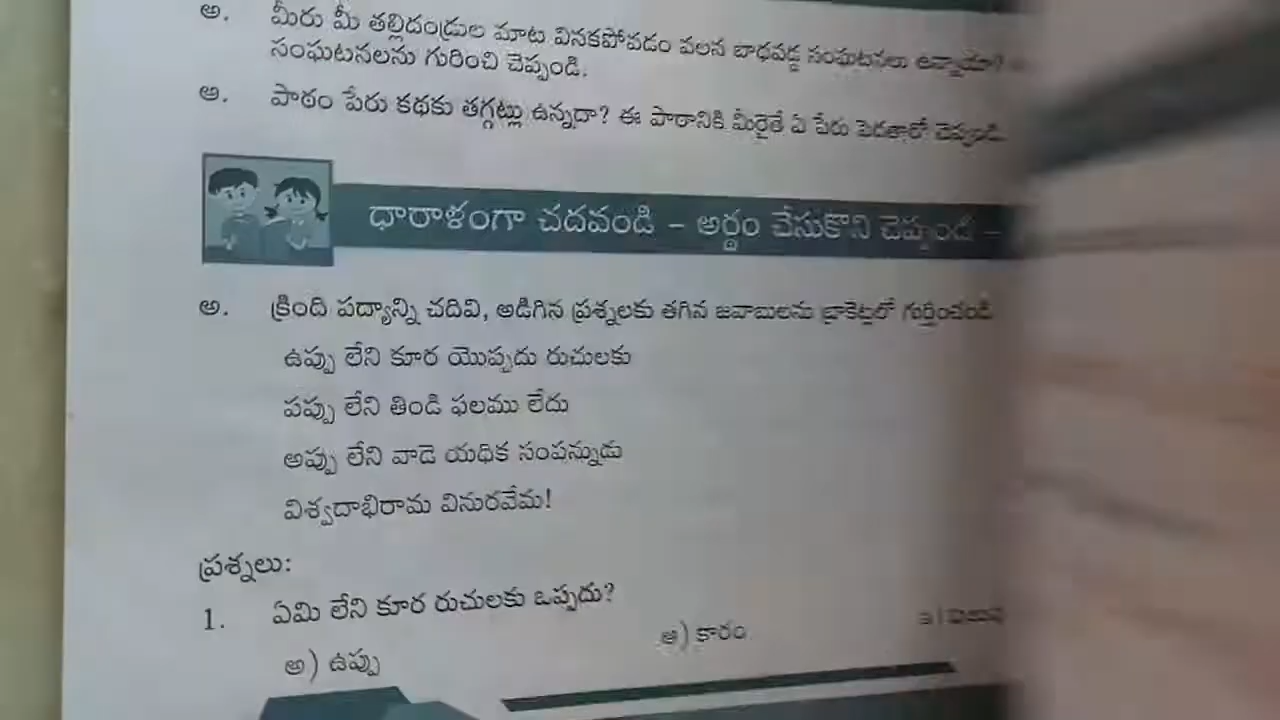 అ. మీరు మీ తల్లిదండ్రుల మాట వినకపోవడం వలన బాధపడ్డ సంఘటనలు ఉన్నాయా?
సంఘటనలను గురించి చెప్పండి.
అ. పాఠం పేరు కథకు తగ్గట్లు ఉన్నదా? ఈ పాఠానికి మీరైతే ఏ పేరు పెడతారో చెప్పండి.
ధారాళంగా చదవండి – అర్థం చేసుకొని చెప్పండి –
అ. క్రింది పద్యాన్ని చదివి, అడిగిన ప్రశ్నలకు తగిన జవాబులను బ్రాకెట్లలో గుర్తించండి
ఉప్పు లేని కూర యొప్పదు రుచులకు
పప్పు లేని తిండి ఫలము లేదు
అప్పు లేని వాడె యధిక సంపన్నుడు
విశ్వదాభిరామ వినురవేమ!
ప్రశ్నలు:
1. ఏమి లేని కూర రుచులకు ఒప్పదు?
అ) ఉప్పు ఆ) కారం